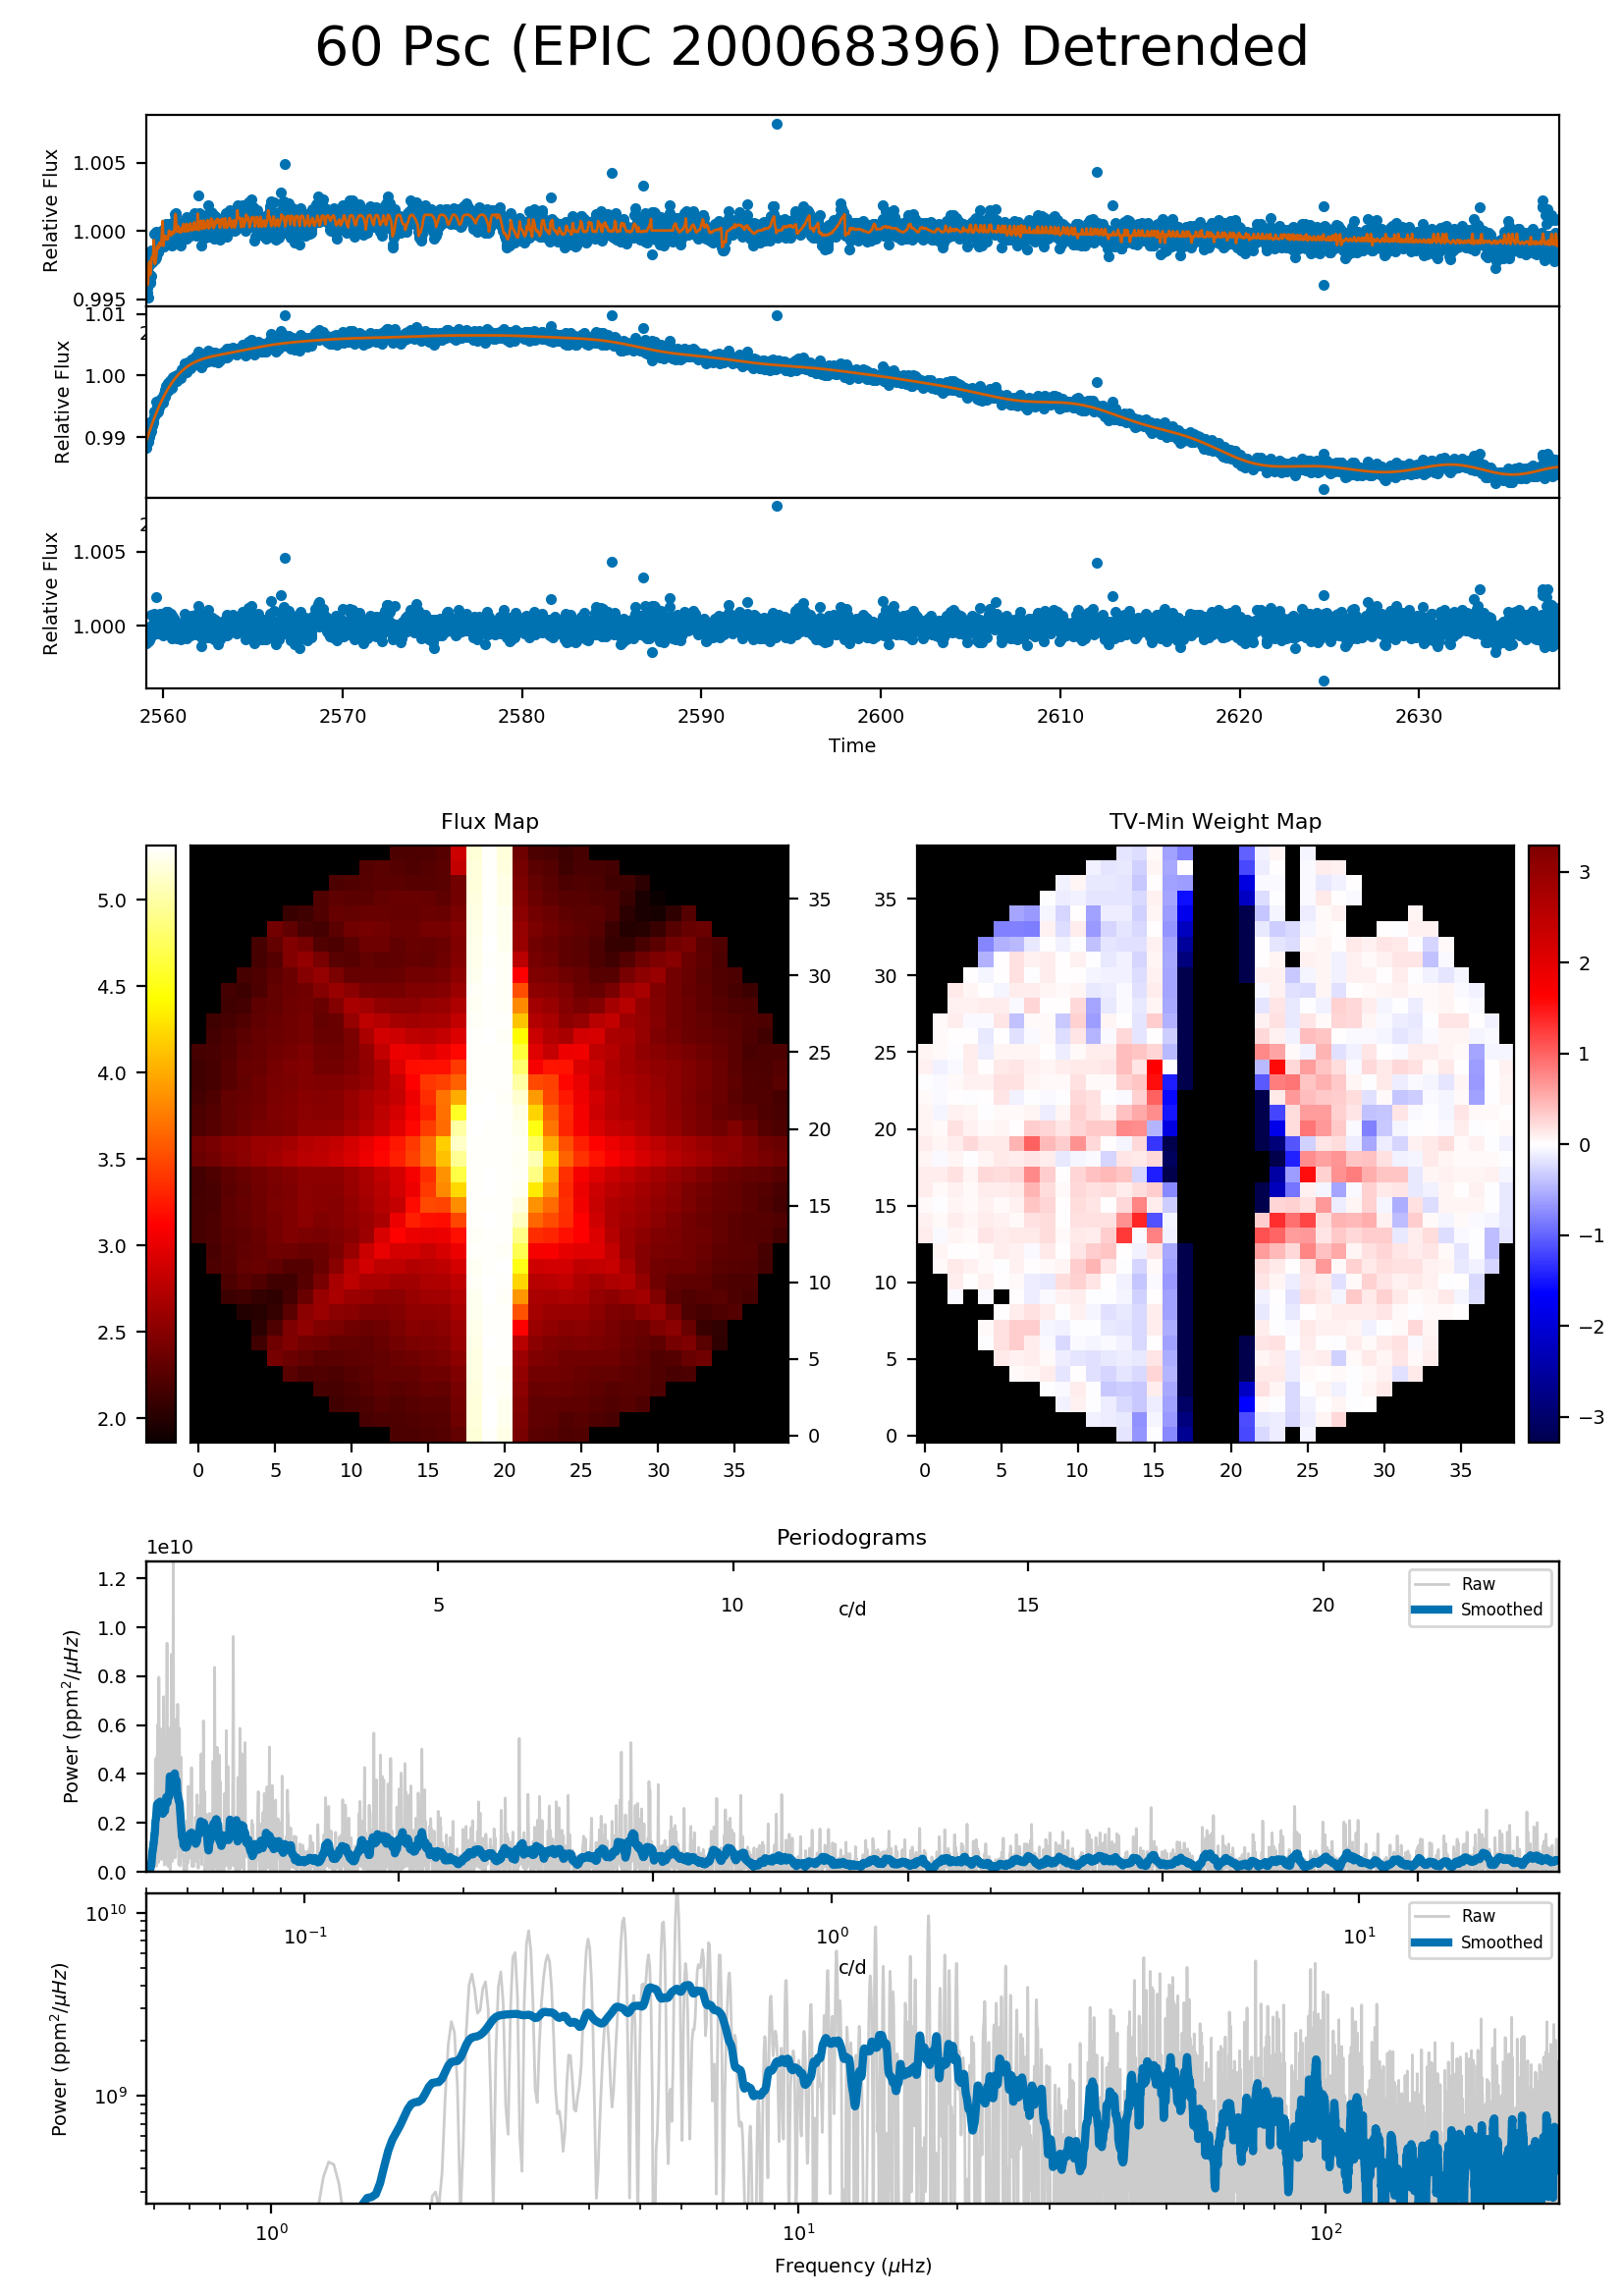 60 Psc (EPIC 200068396) Detrended
Relative Flux
1.005
1.000
0.995
Relative Flux
1.01
1.00
0.99
Relative Flux
1.005
1.000
2560 2570 2580 2590 2600 2610 2620 2630
Time
Flux Map
5.0
4.5
4.0
3.5
3.0
2.5
2.0
35
30
25
20
15
10
5
0
0 5 10 15 20 25 30 35
TV-Min Weight Map
35
30
25
20
15
10
5
0
0 5 10 15 20 25 30 35
3
2
1
0
−1
−2
−3
Periodograms
1e10
Power (ppm²/μHz)
1.2
1.0
0.8
0.6
0.4
0.2
0.0
5 10 15 20
c/d
Raw
Smoothed
Power (ppm²/μHz)
10¹⁰
10⁹
10⁻¹ 10⁰ 10¹
c/d
Raw
Smoothed
10⁰ 10¹ 10²
Frequency (μHz)